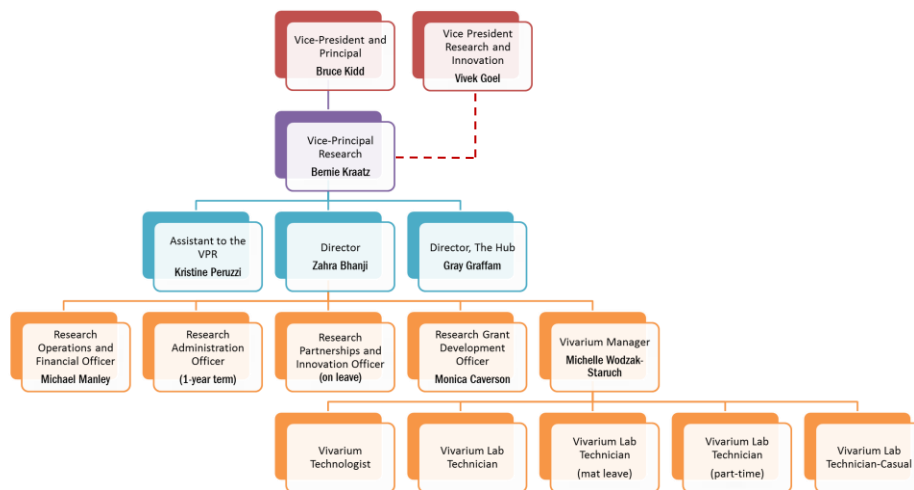 Vice-President and
Principal
Bruce Kidd
Vice President
Research and
Innovation
Vivek Goel
Vice-Principal
Research
Bernie Kraatz
Assistant to the
VPR
Kristine Peruzzi
Director
Zahra Bhanji
Director, The Hub
Gray Graffam
Research
Operations and
Financial Officer
Michael Manley
Research
Administration
Officer
(1-year term)
Research
Partnerships and
Innovation Officer
(on leave)
Research Grant
Development
Officer
Monica Caverson
Vivarium Manager
Michelle Wodzak-
Staruch
Vivarium
Technologist
Vivarium Lab
Technician
Vivarium Lab
Technician
(mat leave)
Vivarium Lab
Technician
(part-time)
Vivarium Lab
Technician-Casual